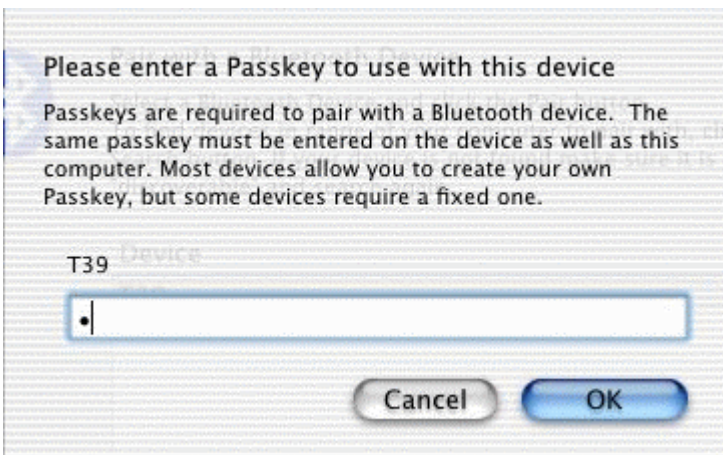 Please enter a Passkey to use with this device
Passkeys are required to pair with a Bluetooth device.  The
same passkey must be entered on the device as well as this
computer. Most devices allow you to create your own
Passkey, but some devices require a fixed one.
Device
T39
•
Cancel
OK